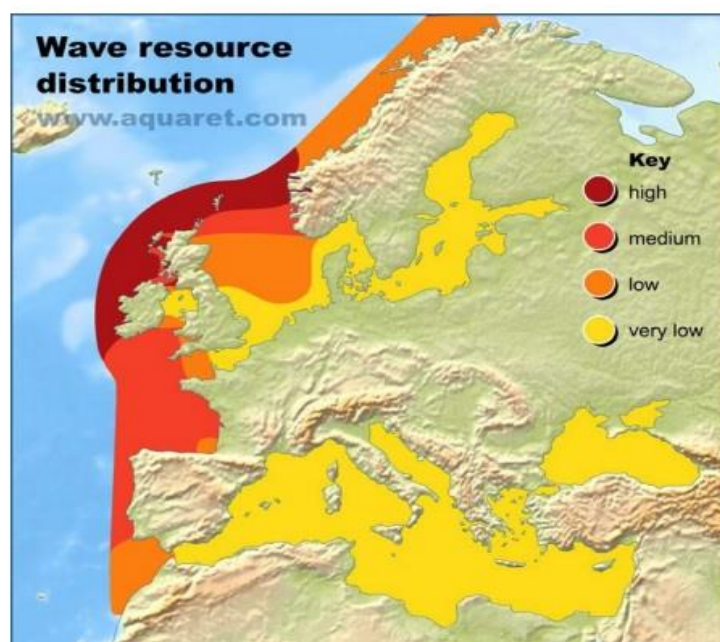 Wave resource
distribution
www.aquaret.com
Key
high
medium
low
very low